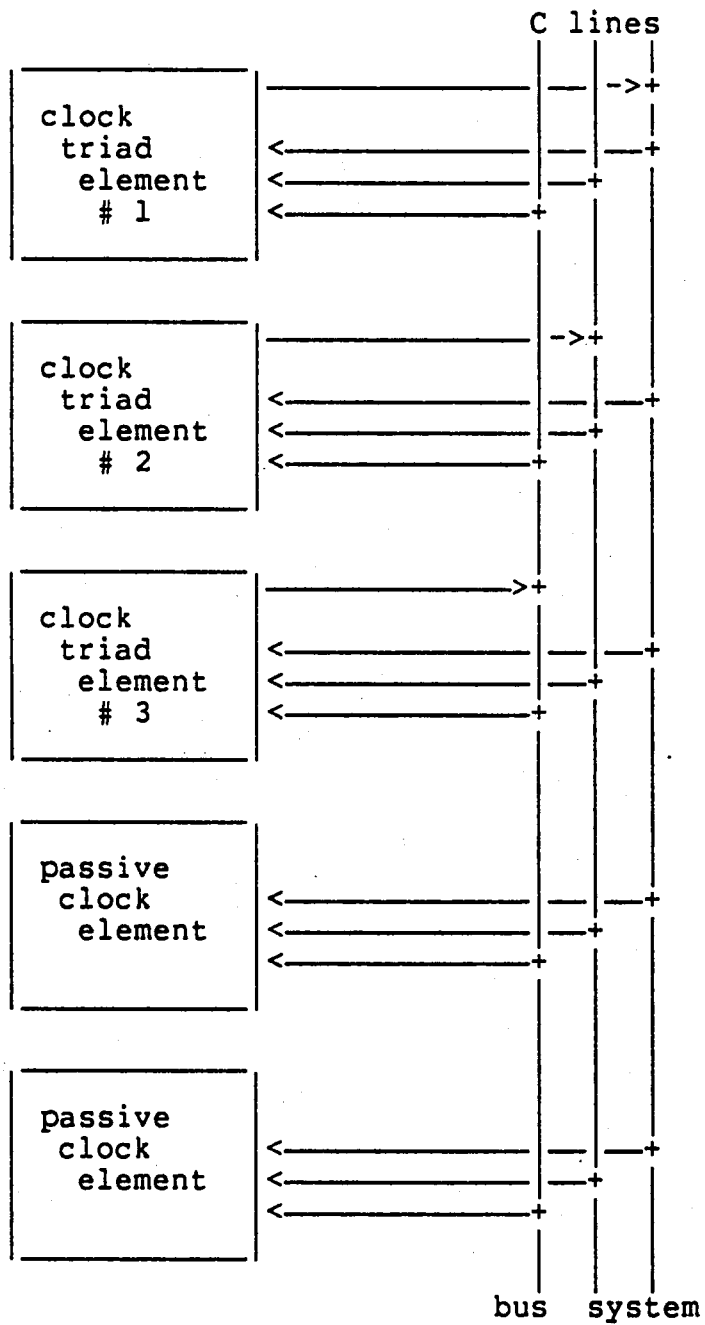 C lines
clock
triad
element
# 1
clock
triad
element
# 2
clock
triad
element
# 3
passive
clock
element
passive
clock
element
bus system